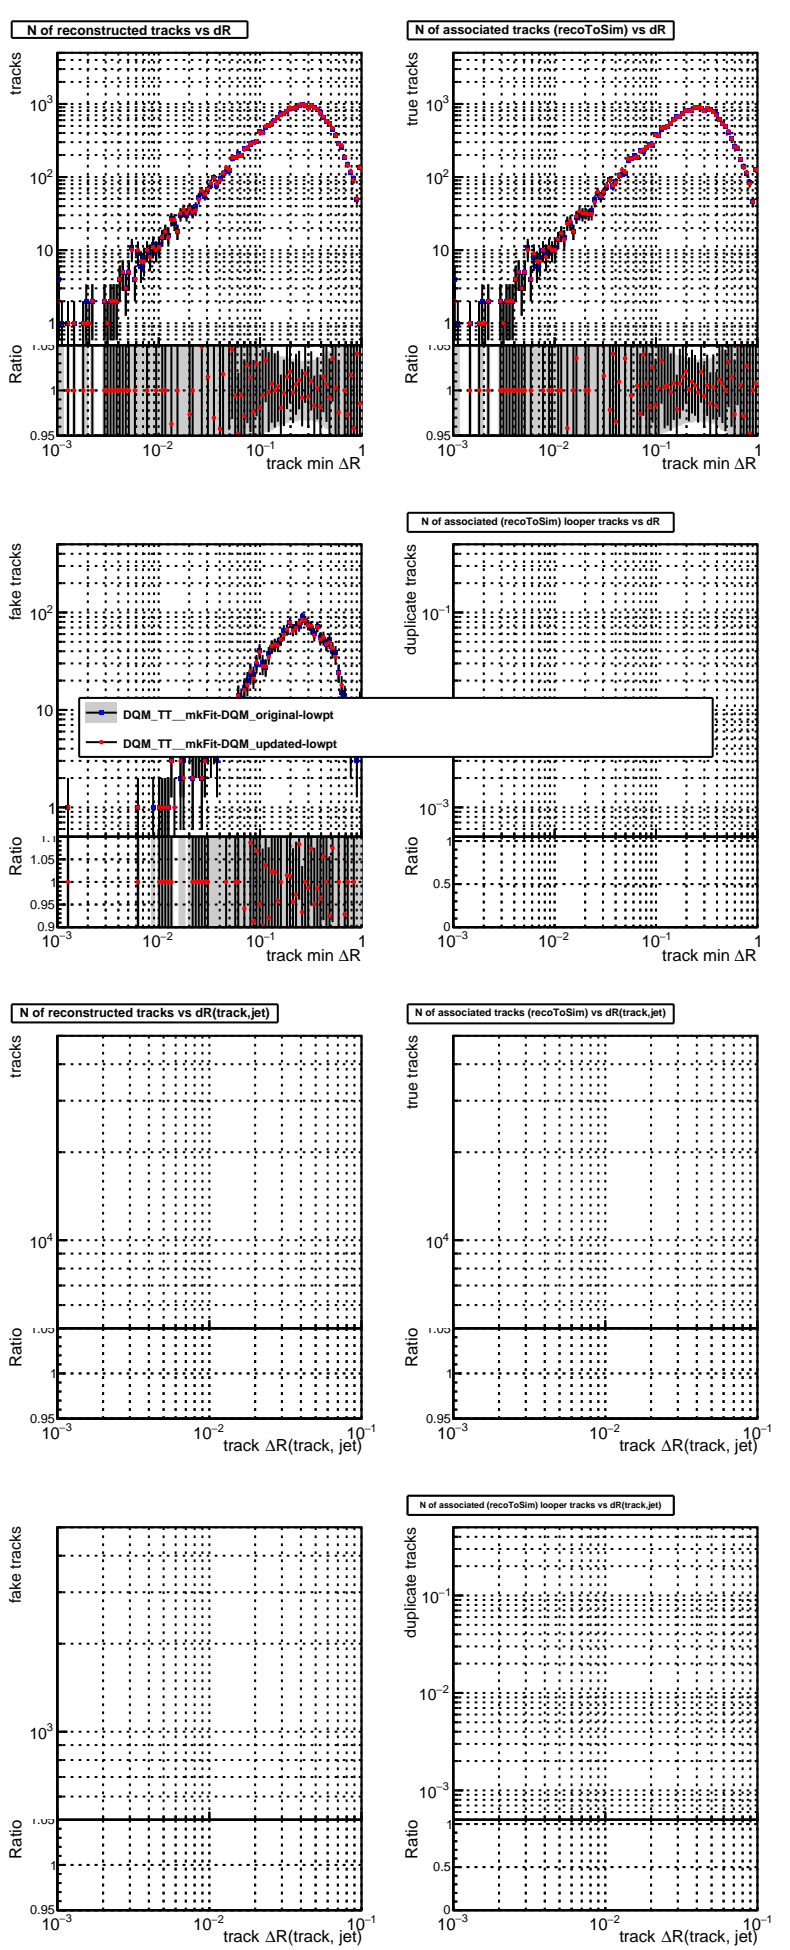 N of reconstructed tracks vs dR
tracks
10³
10²
10
1
Ratio
1.05
1
0.95
10⁻³
10⁻²
10⁻¹
1
track min ΔR
N of associated tracks (recoToSim) vs dR
true tracks
10³
10²
10
1
Ratio
1.05
1
0.95
10⁻³
10⁻²
10⁻¹
1
track min ΔR
fake tracks
10²
10
1
Ratio
1.1
1.05
1
0.95
0.9
10⁻³
10⁻²
10⁻¹
1
track min ΔR
N of associated (recoToSim) looper tracks vs dR
duplicate tracks
10⁻¹
10⁻³
Ratio
1
0.5
0
10⁻³
10⁻²
10⁻¹
1
track min ΔR
DQM_TT__mkFit-DQM_original-lowpt
DQM_TT__mkFit-DQM_updated-lowpt
N of reconstructed tracks vs dR(track,jet)
tracks
10⁴
Ratio
1.05
1
0.95
10⁻³
10⁻²
10⁻¹
track ΔR(track, jet)
N of associated tracks (recoToSim) vs dR(track,jet)
true tracks
10⁴
Ratio
1.05
1
0.95
10⁻³
10⁻²
10⁻¹
track ΔR(track, jet)
fake tracks
10³
Ratio
1.05
1
0.95
10⁻³
10⁻²
10⁻¹
track ΔR(track, jet)
N of associated (recoToSim) looper tracks vs dR(track,jet)
duplicate tracks
10⁻¹
10⁻²
10⁻³
Ratio
1
0.5
0
10⁻³
10⁻²
10⁻¹
track ΔR(track, jet)